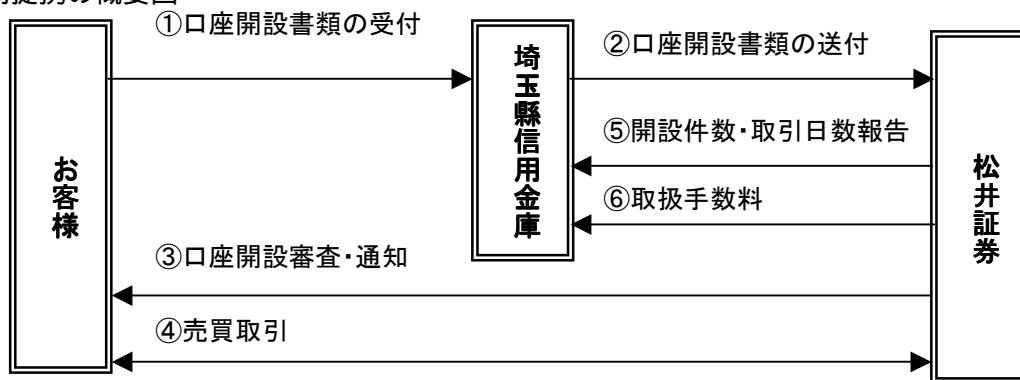 提携の概要図
①口座開設書類の受付
②口座開設書類の送付
埼玉縣信用金庫
⑤開設件数・取引日数報告
お客様
松井証券
⑥取扱手数料
③口座開設審査・通知
④売買取引